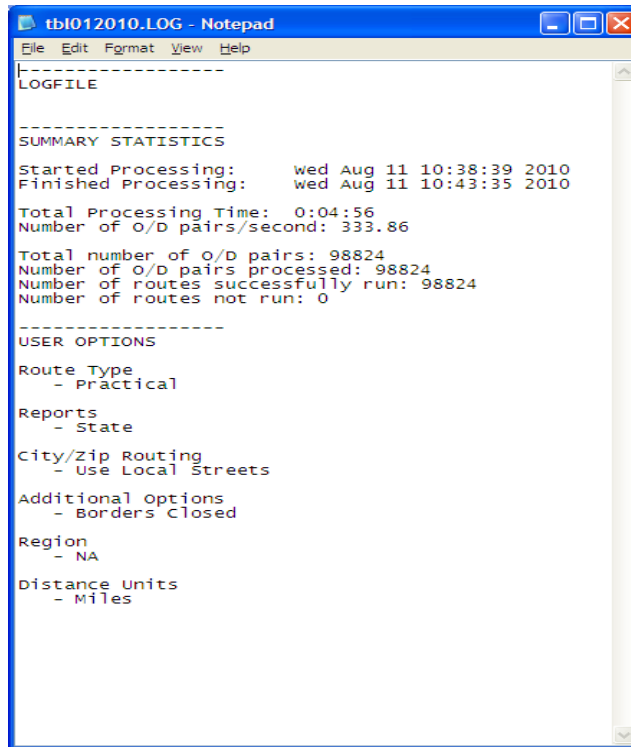 tbl012010.LOG - Notepad
File Edit Format View Help
------------------
LOGFILE
------------------
SUMMARY STATISTICS
Started Processing: Wed Aug 11 10:38:39 2010
Finished Processing: Wed Aug 11 10:43:35 2010
Total Processing Time: 0:04:56
Number of O/D pairs/second: 333.86
Total number of O/D pairs: 98824
Number of O/D pairs processed: 98824
Number of routes successfully run: 98824
Number of routes not run: 0
------------------
USER OPTIONS
Route Type
- Practical
Reports
- State
City/Zip Routing
- Use Local Streets
Additional Options
- Borders Closed
Region
- NA
Distance Units
- Miles